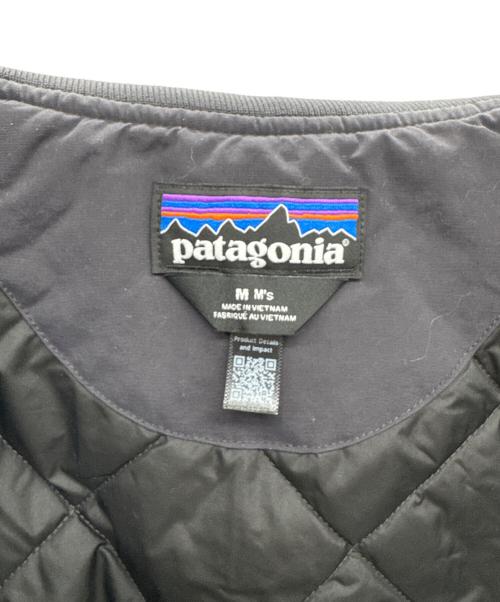 patagonia®
M M's
MADE IN VIETNAM
FABRIQUÉ AU VIETNAM
Product Details
and Impact